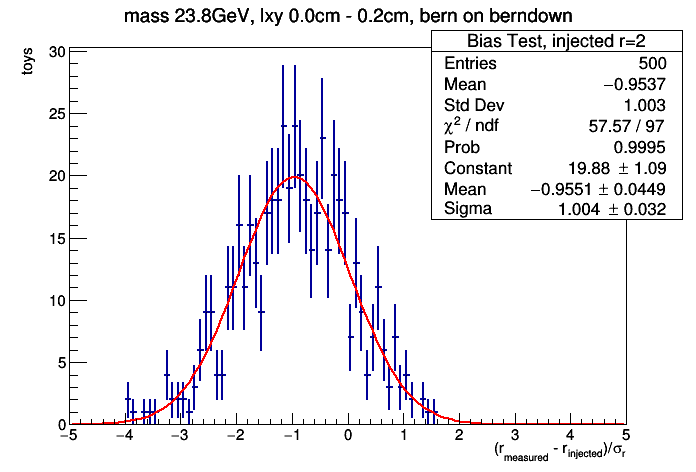 mass 23.8GeV, lxy 0.0cm - 0.2cm, bern on berndown
Bias Test, injected r=2
Entries 500
Mean −0.9537
Std Dev 1.003
χ² / ndf 57.57 / 97
Prob 0.9995
Constant 19.88 ± 1.09
Mean −0.9551 ± 0.0449
Sigma 1.004 ± 0.032
toys
30
25
20
15
10
5
0
−5 −4 −3 −2 −1 0 1 2 3 4 5
(r_measured - r_injected)/σ_r